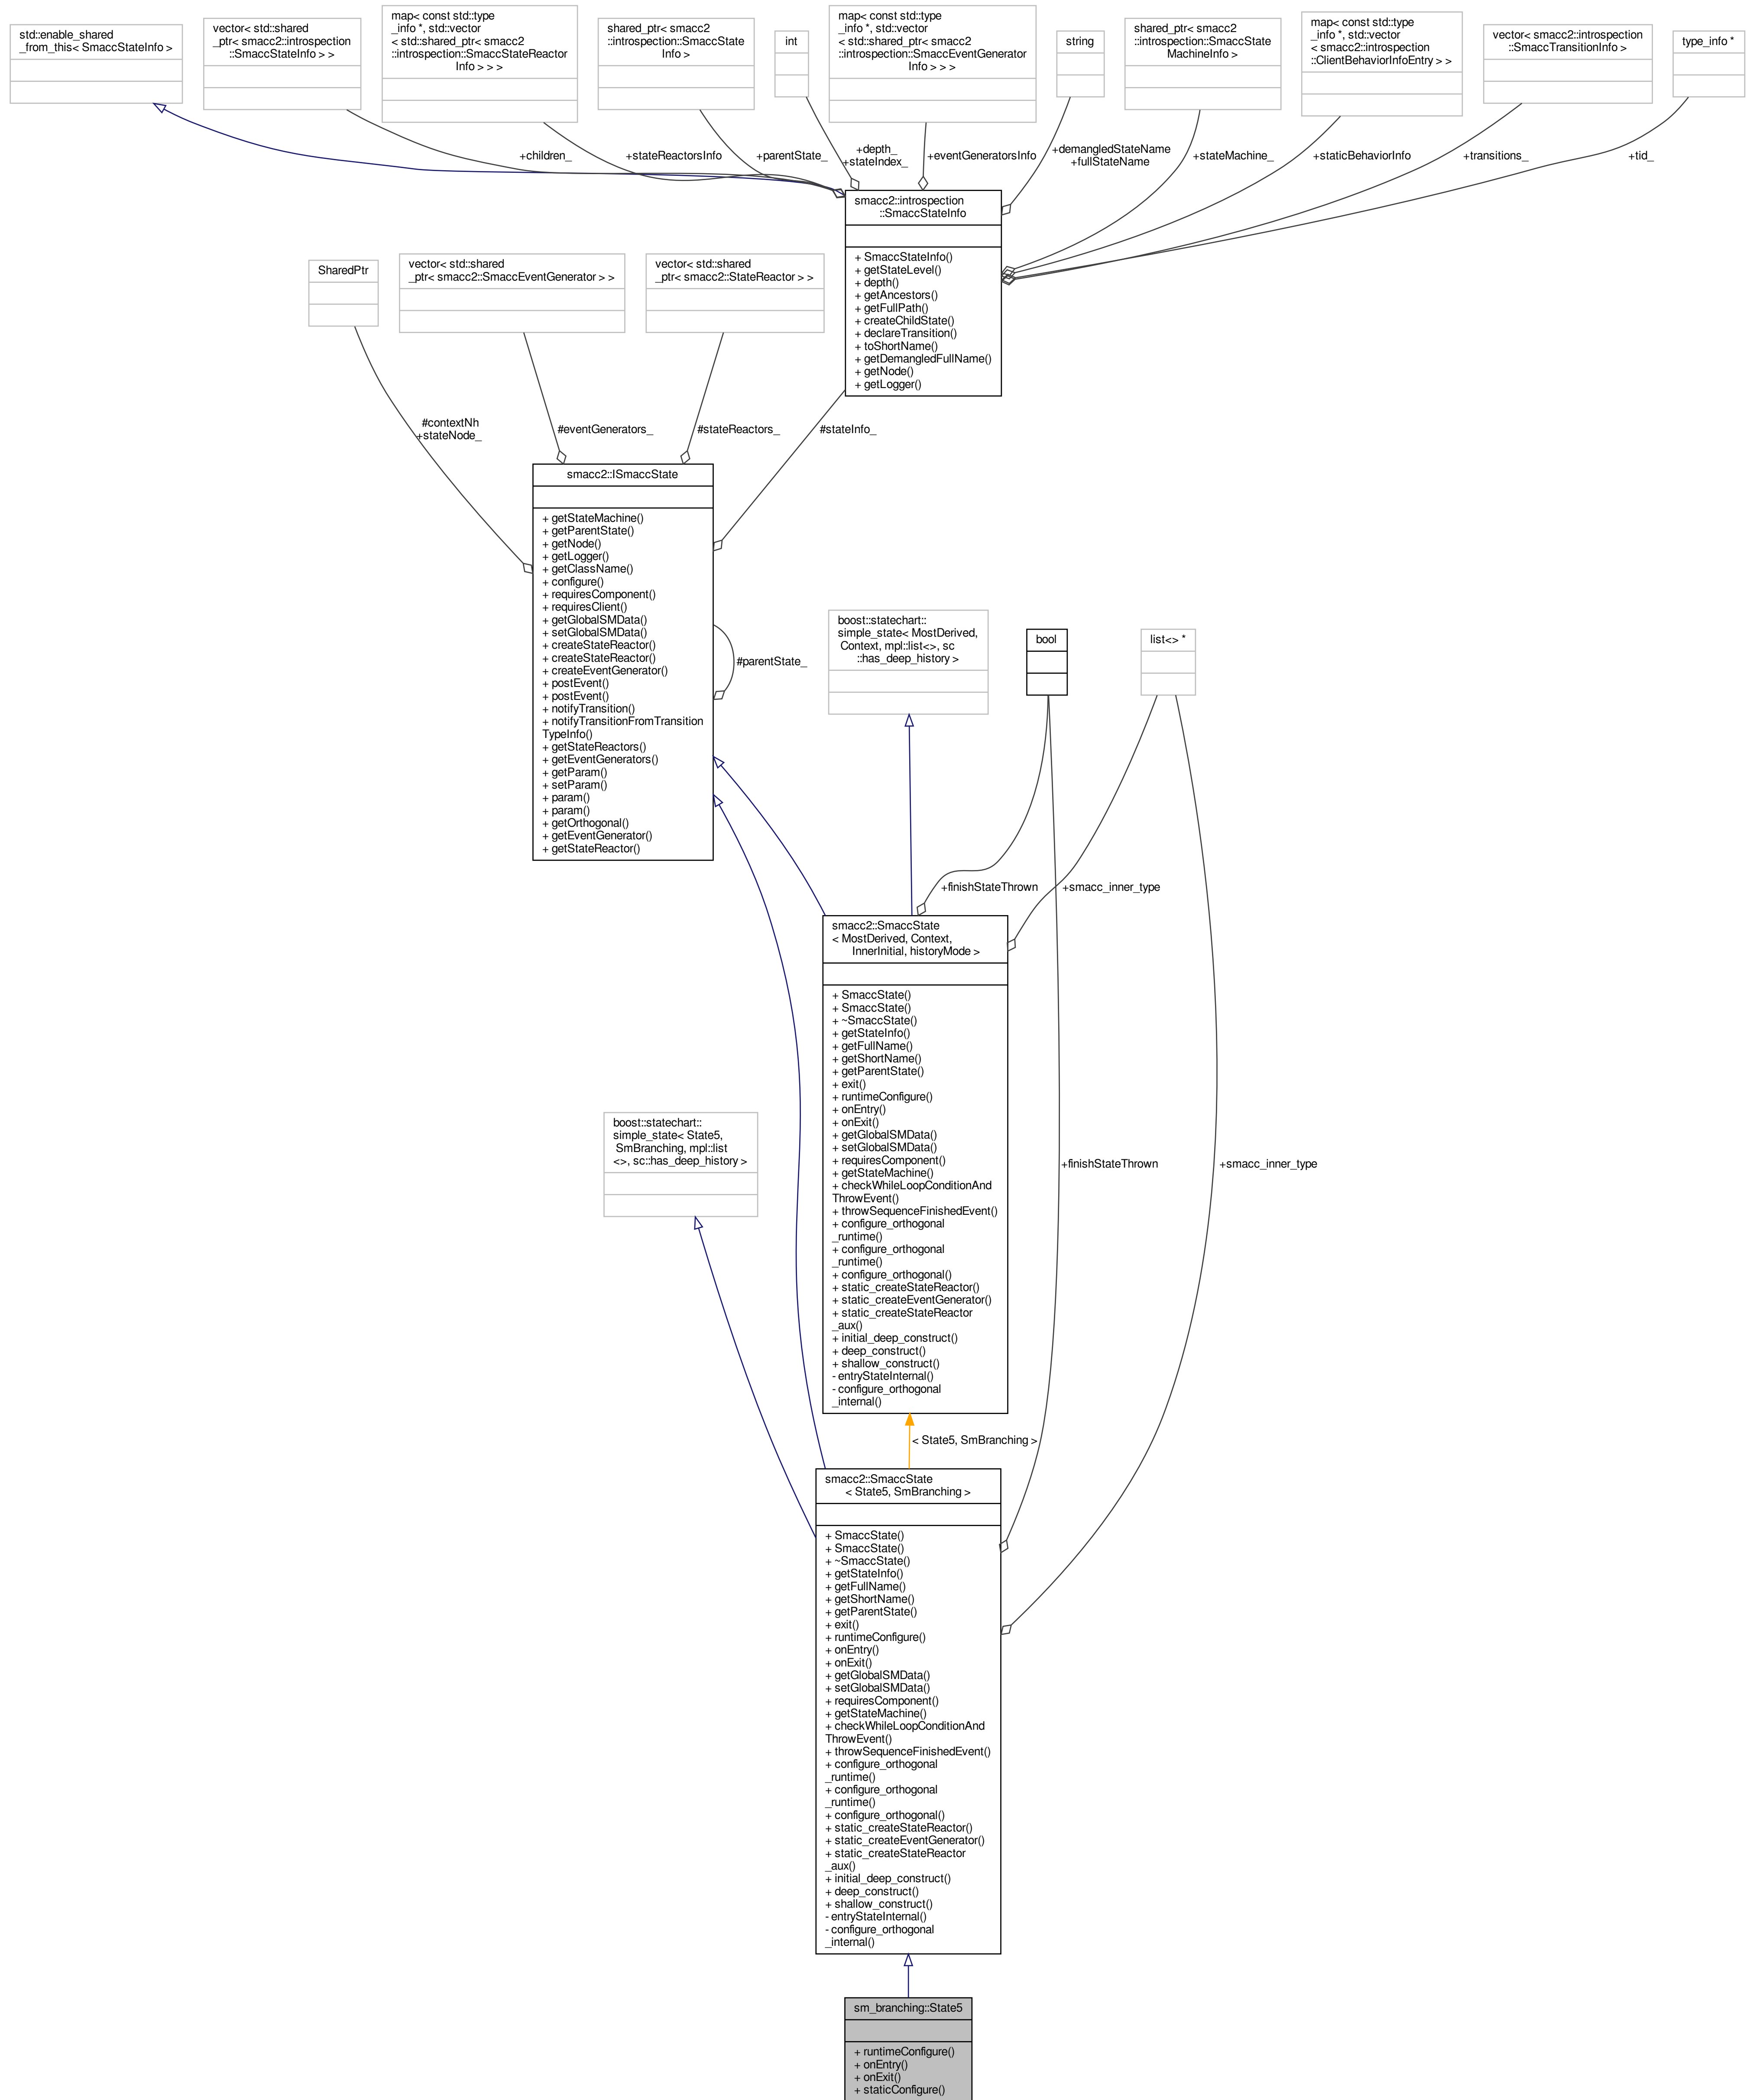 std::enable_shared
_from_this< SmaccStateInfo >
vector< std::shared
_ptr< smacc2::introspection
::SmaccStateInfo > >
map< const std::type
_info *, std::vector
< std::shared_ptr< smacc2
::introspection::SmaccStateReactor
Info > > >
shared_ptr< smacc2
::introspection::SmaccState
Info >
int
map< const std::type
_info *, std::vector
< std::shared_ptr< smacc2
::introspection::SmaccEventGenerator
Info > > >
string
shared_ptr< smacc2
::introspection::SmaccState
MachineInfo >
map< const std::type
_info *, std::vector
< smacc2::introspection
::ClientBehaviorInfoEntry > >
vector< smacc2::introspection
::SmaccTransitionInfo >
type_info *
+children_
+stateReactorsInfo
+parentState_
+depth_
+stateIndex_
+eventGeneratorsInfo
+demangledStateName
+fullStateName
+stateMachine_
+staticBehaviorInfo
+transitions_
+tid_
smacc2::introspection
::SmaccStateInfo
+ SmaccStateInfo()
+ getStateLevel()
+ depth()
+ getAncestors()
+ getFullPath()
+ createChildState()
+ declareTransition()
+ toShortName()
+ getDemangledFullName()
+ getNode()
+ getLogger()
SharedPtr
vector< std::shared
_ptr< smacc2::SmaccEventGenerator > >
vector< std::shared
_ptr< smacc2::StateReactor > >
#contextNh
+stateNode_
#eventGenerators_
#stateReactors_
#stateInfo_
smacc2::ISmaccState
+ getStateMachine()
+ getParentState()
+ getNode()
+ getLogger()
+ getClassName()
+ configure()
+ requiresComponent()
+ requiresClient()
+ getGlobalSMData()
+ setGlobalSMData()
+ createStateReactor()
+ createStateReactor()
+ createEventGenerator()
+ postEvent()
+ postEvent()
+ notifyTransition()
+ notifyTransitionFromTransition
TypeInfo()
+ getStateReactors()
+ getEventGenerators()
+ getParam()
+ setParam()
+ param()
+ param()
+ getOrthogonal()
+ getEventGenerator()
+ getStateReactor()
#parentState_
boost::statechart::
simple_state< MostDerived,
Context, mpl::list<>, sc
::has_deep_history >
bool
list<> *
+finishStateThrown
+smacc_inner_type
smacc2::SmaccState
< MostDerived, Context,
InnerInitial, historyMode >
+ SmaccState()
+ SmaccState()
+ ~SmaccState()
+ getStateInfo()
+ getFullName()
+ getShortName()
+ getParentState()
+ exit()
+ runtimeConfigure()
+ onEntry()
+ onExit()
+ getGlobalSMData()
+ setGlobalSMData()
+ requiresComponent()
+ getStateMachine()
+ checkWhileLoopConditionAnd
ThrowEvent()
+ throwSequenceFinishedEvent()
+ configure_orthogonal
_runtime()
+ configure_orthogonal
_runtime()
+ configure_orthogonal()
+ static_createStateReactor()
+ static_createEventGenerator()
+ static_createStateReactor
_aux()
+ initial_deep_construct()
+ deep_construct()
+ shallow_construct()
- entryStateInternal()
- configure_orthogonal
_internal()
boost::statechart::
simple_state< State5,
SmBranching, mpl::list
<>, sc::has_deep_history >
+finishStateThrown
+smacc_inner_type
< State5, SmBranching >
smacc2::SmaccState
< State5, SmBranching >
+ SmaccState()
+ SmaccState()
+ ~SmaccState()
+ getStateInfo()
+ getFullName()
+ getShortName()
+ getParentState()
+ exit()
+ runtimeConfigure()
+ onEntry()
+ onExit()
+ getGlobalSMData()
+ setGlobalSMData()
+ requiresComponent()
+ getStateMachine()
+ checkWhileLoopConditionAnd
ThrowEvent()
+ throwSequenceFinishedEvent()
+ configure_orthogonal
_runtime()
+ configure_orthogonal
_runtime()
+ configure_orthogonal()
+ static_createStateReactor()
+ static_createEventGenerator()
+ static_createStateReactor
_aux()
+ initial_deep_construct()
+ deep_construct()
+ shallow_construct()
- entryStateInternal()
- configure_orthogonal
_internal()
sm_branching::State5
+ runtimeConfigure()
+ onEntry()
+ onExit()
+ staticConfigure()